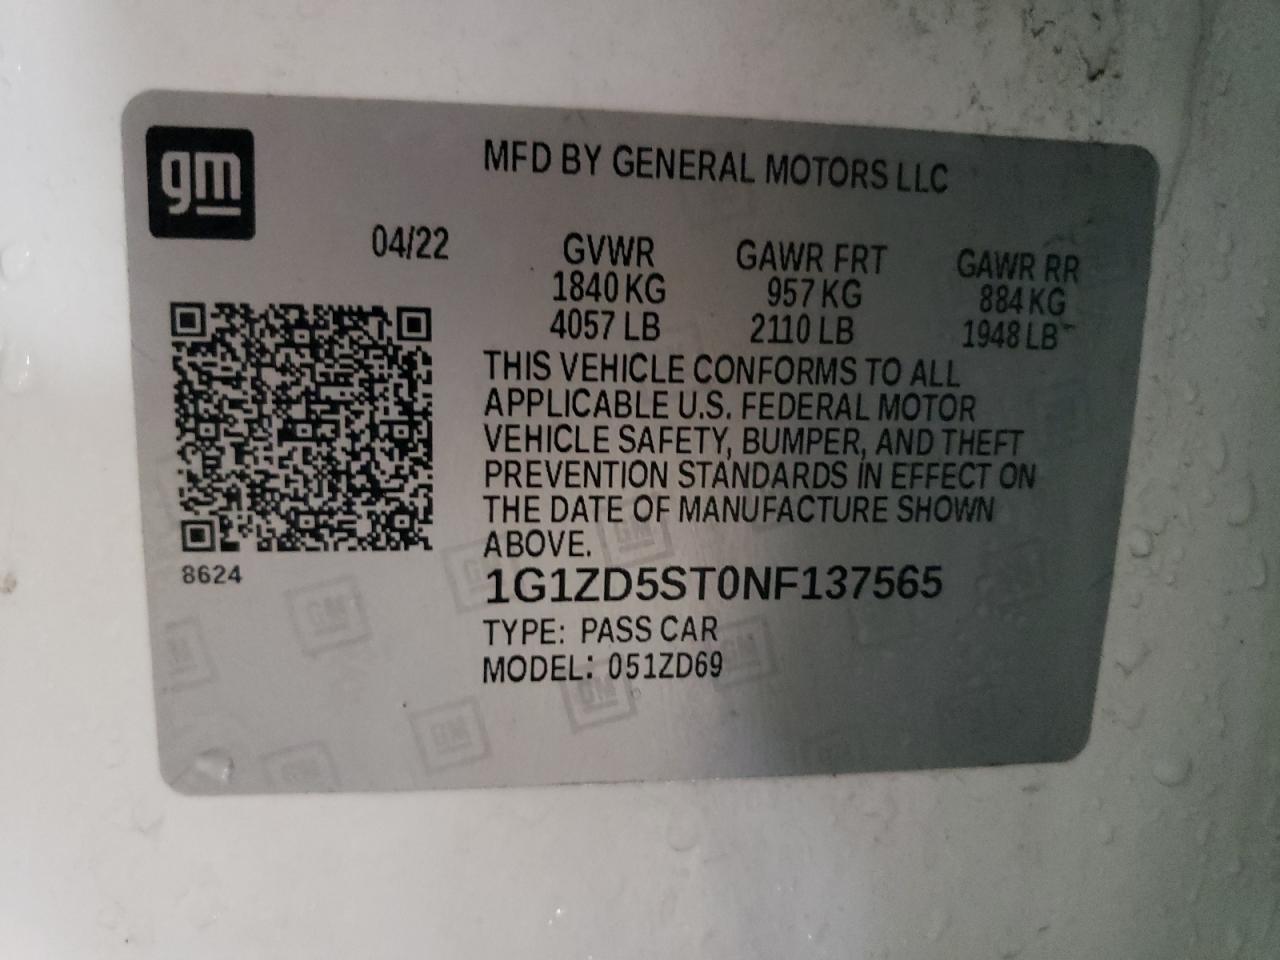 gm
MFD BY GENERAL MOTORS LLC
04/22 GVWR GAWR FRT GAWR RR
1840 KG 957 KG 884 KG
4057 LB 2110 LB 1948 LB
THIS VEHICLE CONFORMS TO ALL
APPLICABLE U.S. FEDERAL MOTOR
VEHICLE SAFETY, BUMPER, AND THEFT
PREVENTION STANDARDS IN EFFECT ON
THE DATE OF MANUFACTURE SHOWN
ABOVE.
8624
1G1ZD5ST0NF137565
TYPE: PASS CAR
MODEL: 051ZD69